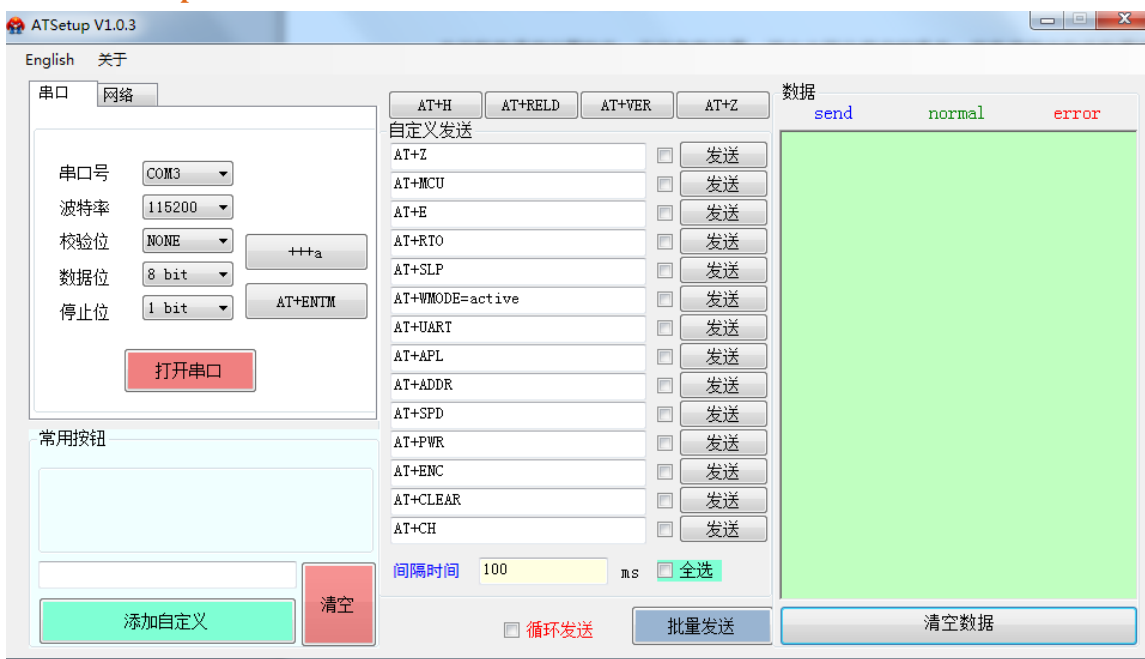 ATSetup V1.0.3
English 关于
串口 网络
串口号 COM3
波特率 115200
校验位 NONE
数据位 8 bit
停止位 1 bit
+++a
AT+ENTM
打开串口
常用按钮
添加自定义
清空
AT+H AT+RELD AT+VER AT+Z
自定义发送
AT+Z 发送
AT+MCU 发送
AT+E 发送
AT+RTO 发送
AT+SLP 发送
AT+WMODE=active 发送
AT+UART 发送
AT+APL 发送
AT+ADDR 发送
AT+SPD 发送
AT+PWR 发送
AT+ENC 发送
AT+CLEAR 发送
AT+CH 发送
间隔时间 100 ms 全选
循环发送 批量发送
数据
send normal error
清空数据